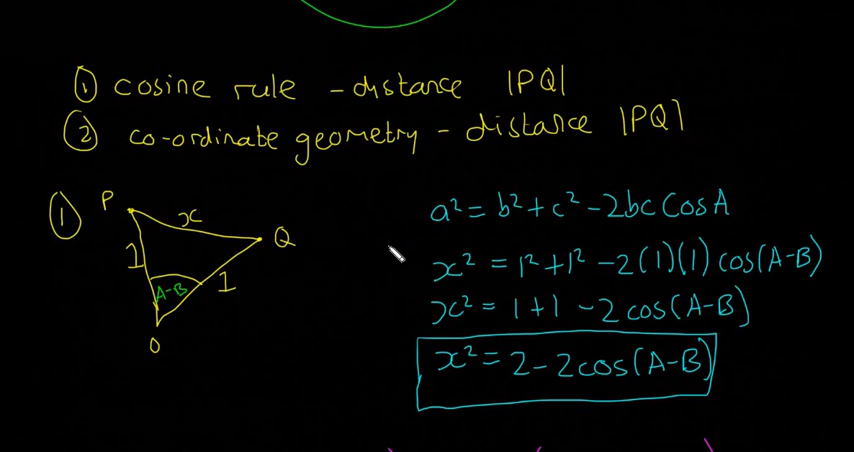 ① cosine rule - distance |PQ|
② co-ordinate geometry - distance |PQ|
①
P
x
Q
1
1
A-B
O
a² = b² + c² - 2bc Cos A
x² = 1² + 1² - 2(1)(1) cos(A-B)
x² = 1 + 1 - 2 cos(A-B)
x² = 2 - 2cos(A-B)